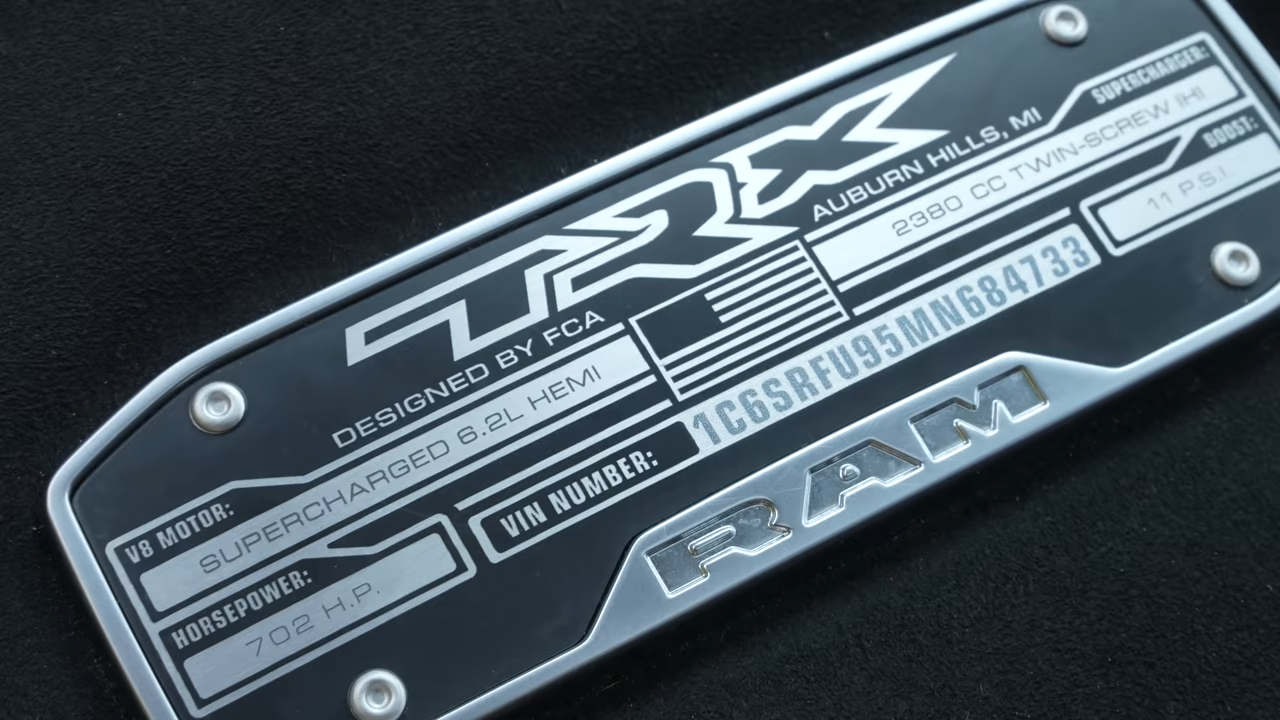 TRX
DESIGNED BY FCA
AUBURN HILLS, MI
V8 MOTOR:
SUPERCHARGED 6.2L HEMI
HORSEPOWER:
702 H.P.
SUPERCHARGER:
2380 CC TWIN-SCREW IHI
BOOST:
11 P.S.I.
VIN NUMBER:
1C6SRFU95MN684733
RAM